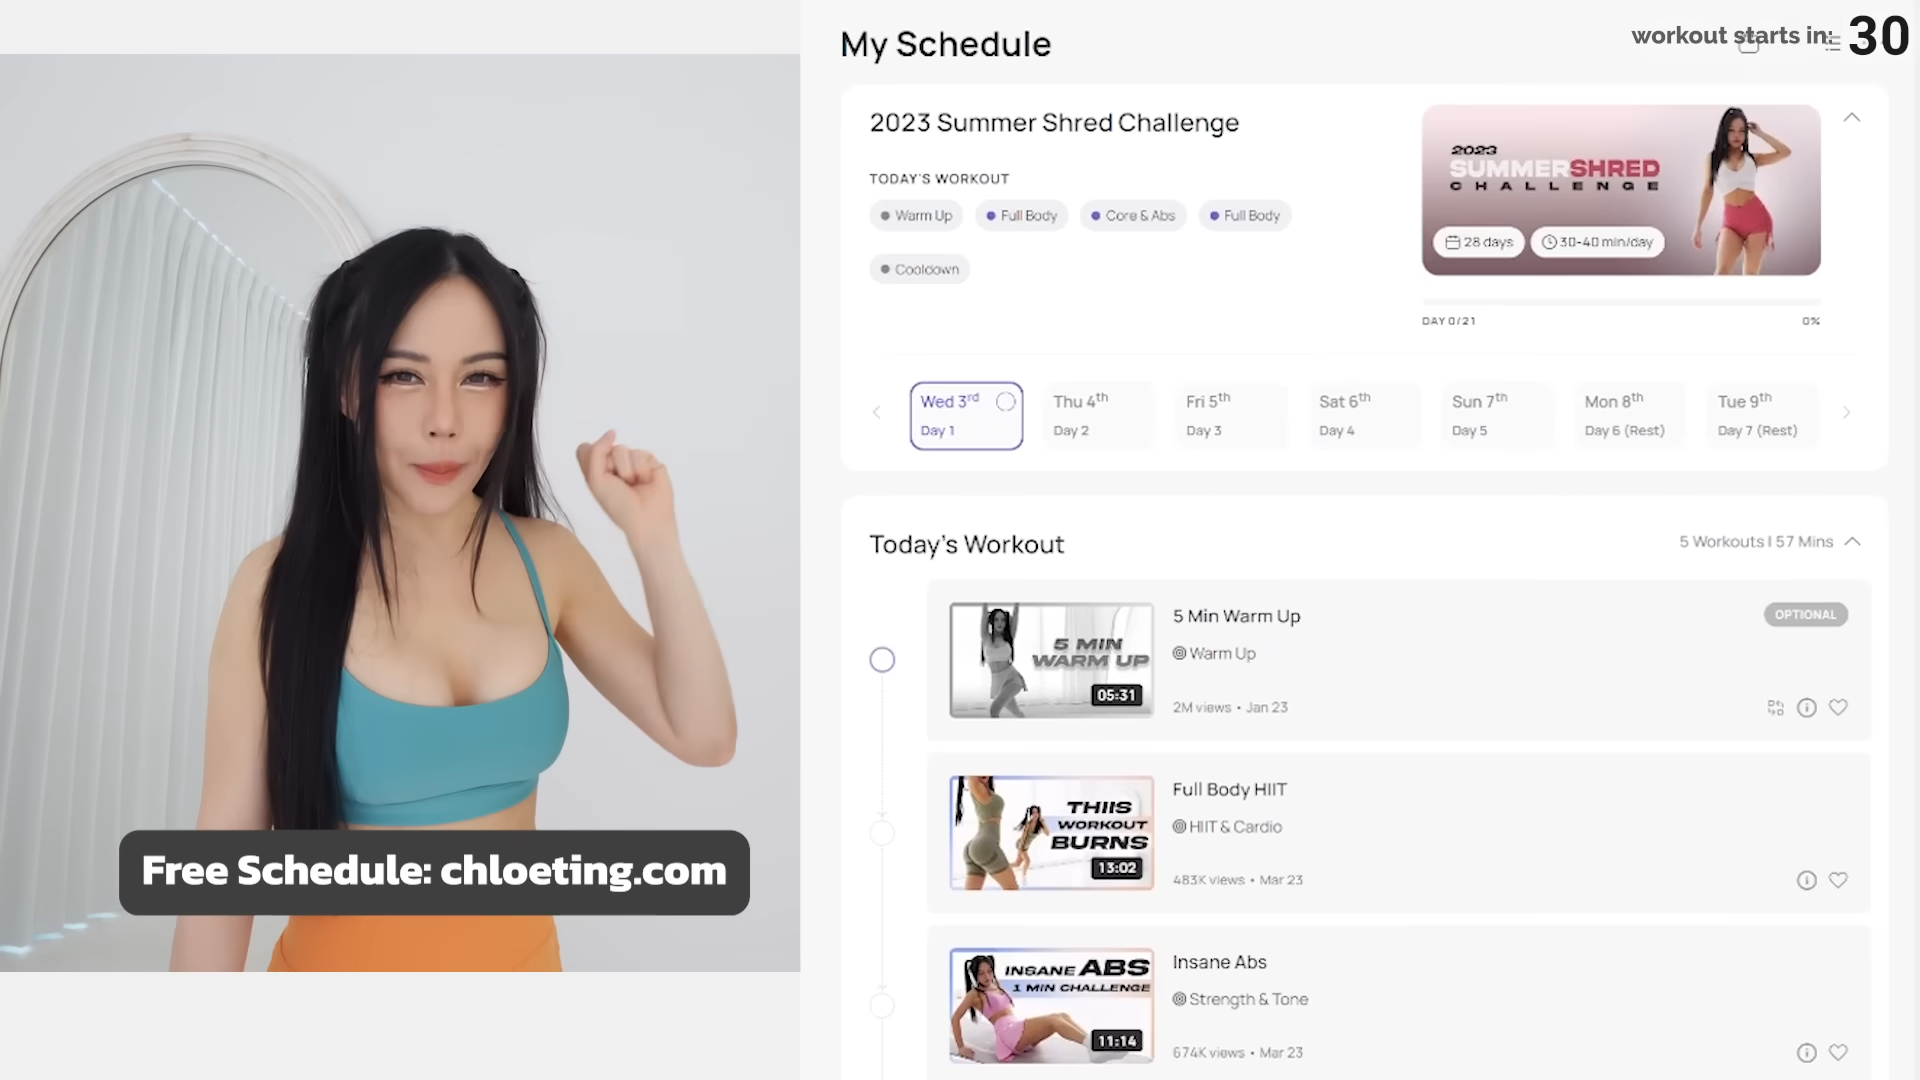 workout starts in: 30
My Schedule
2023 Summer Shred Challenge
TODAY'S WORKOUT
Warm Up
Full Body
Core & Abs
Full Body
Cooldown
2023
SUMMERSHRED
CHALLENGE
28 days
30-40 min/day
DAY 0/21
0%
Wed 3rd
Day 1
Thu 4th
Day 2
Fri 5th
Day 3
Sat 6th
Day 4
Sun 7th
Day 5
Mon 8th
Day 6 (Rest)
Tue 9th
Day 7 (Rest)
Today's Workout
5 Workouts | 57 Mins
5 MIN
WARM UP
05:31
5 Min Warm Up
OPTIONAL
Warm Up
2M views • Jan 23
THIIS
WORKOUT
BURNS
13:02
Full Body HIIT
HIIT & Cardio
483K views • Mar 23
INSANE ABS
1 MIN CHALLENGE
11:14
Insane Abs
Strength & Tone
674K views • Mar 23
Free Schedule: chloeting.com